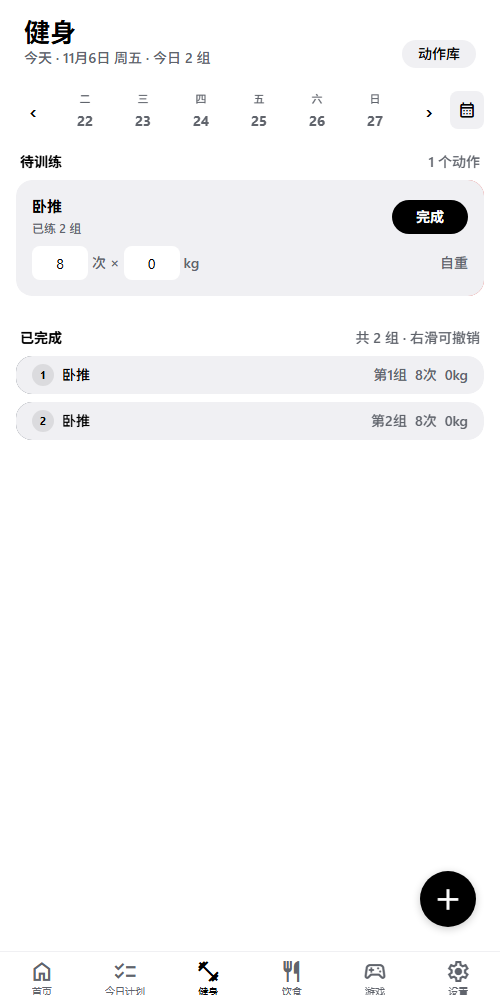 健身
今天 · 11月6日 周五 · 今日 2 组
动作库
‹ 二 三 四 五 六 日 ›
22 23 24 25 26 27
待训练 1 个动作
卧推
已练 2 组
完成
8 次 × 0 kg 自重
已完成 共 2 组 · 右滑可撤销
1 卧推 第1组 8次 0kg
2 卧推 第2组 8次 0kg
+
首页 今日计划 健身 饮食 游戏 设置